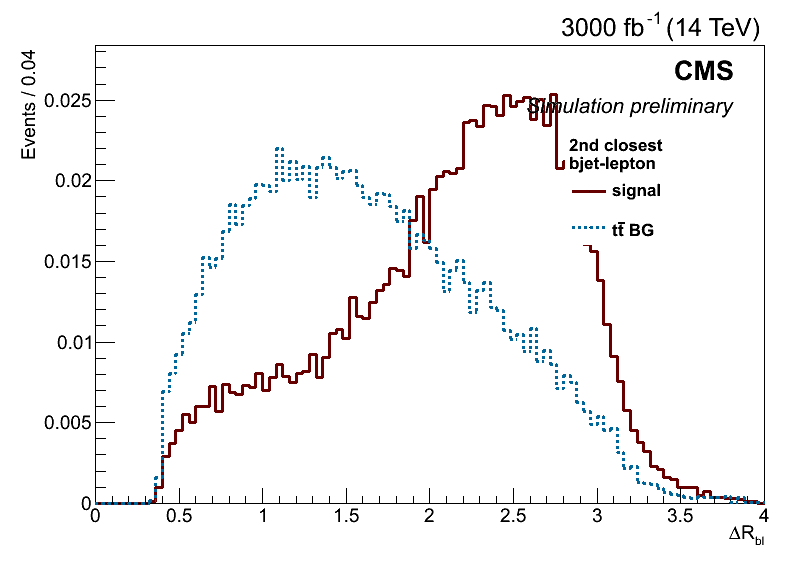 3000 fb⁻¹ (14 TeV)
Events / 0.04
CMS
Simulation preliminary
2nd closest
bjet-lepton
signal
tt̄ BG
0.025
0.02
0.015
0.01
0.005
0
0 0.5 1 1.5 2 2.5 3 3.5 4
ΔR_bl